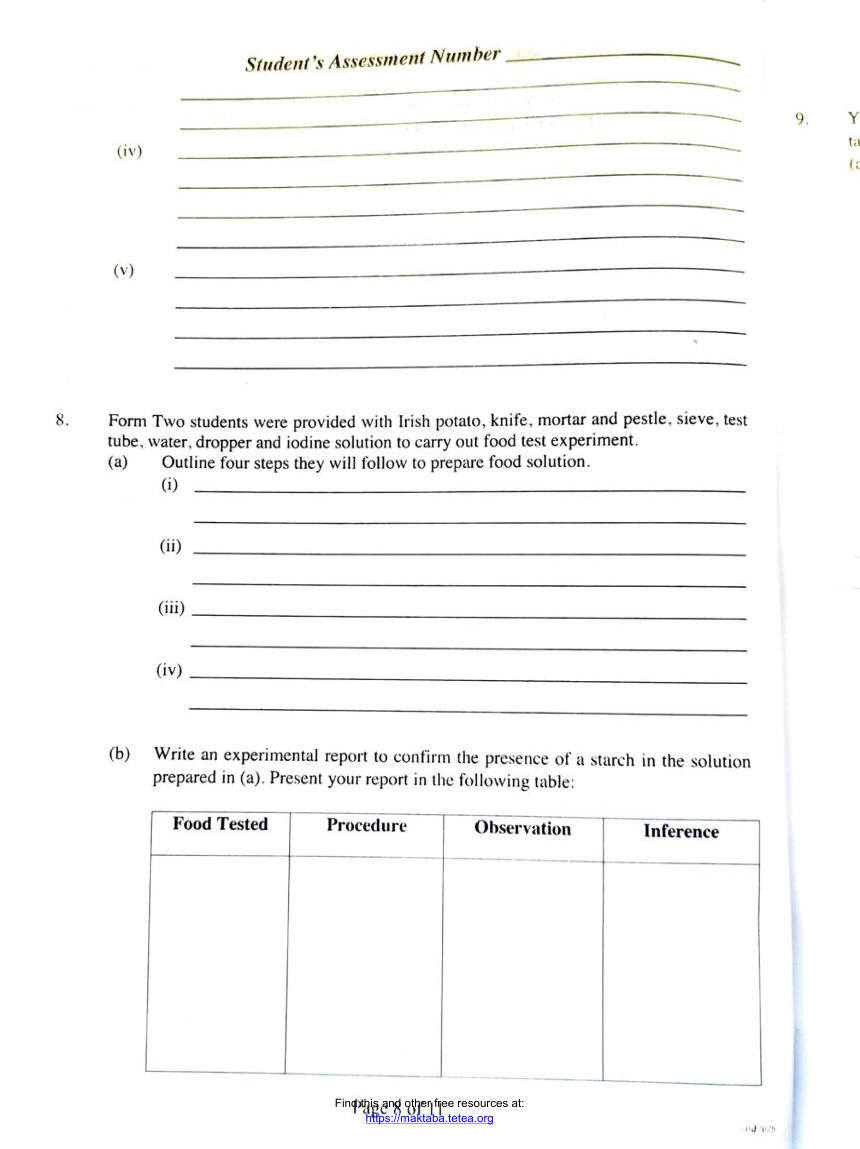 Student's Assessment Number
(iv)
(v)
8. Form Two students were provided with Irish potato, knife, mortar and pestle, sieve, test
tube, water, dropper and iodine solution to carry out food test experiment.
(a) Outline four steps they will follow to prepare food solution.
(i)
(ii)
(iii)
(iv)
(b) Write an experimental report to confirm the presence of a starch in the solution
prepared in (a). Present your report in the following table:
Food Tested Procedure Observation Inference
Page 8 of 11
Find this and other free resources at:
https://maktaba.tetea.org
9. Y
ta